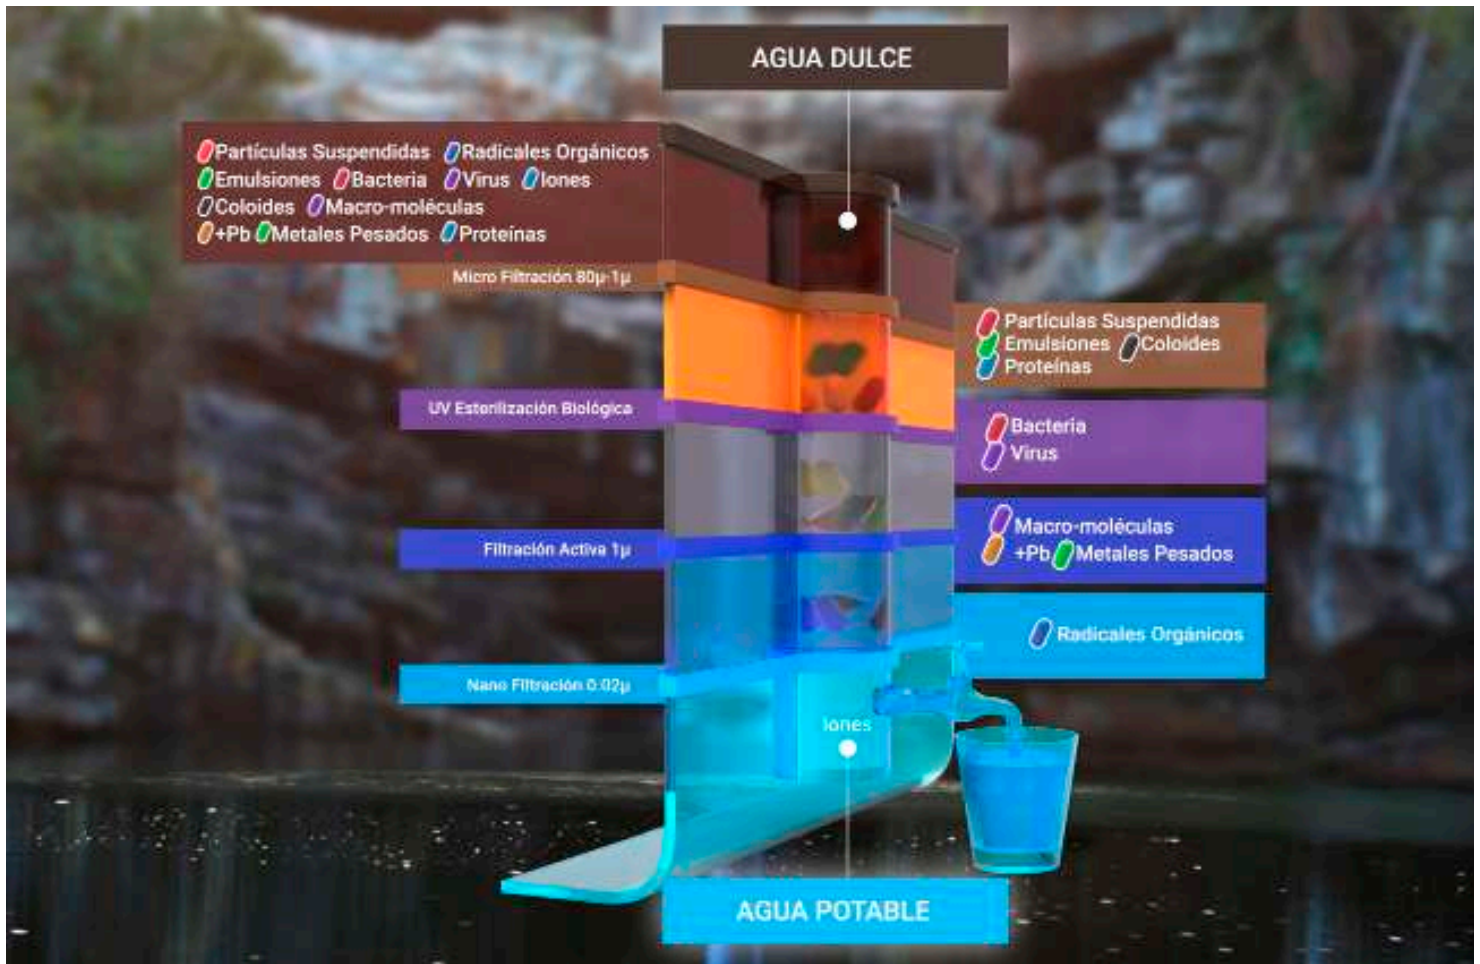 AGUA DULCE
Partículas Suspendidas Radicales Orgánicos
Emulsiones Bacteria Virus Iones
Coloides Macro-moléculas
+Pb Metales Pesados Proteínas
Micro Filtración 80µ-1µ
Partículas Suspendidas
Emulsiones Coloides
Proteínas
UV Esterilización Biológica
Bacteria
Virus
Filtración Activa 1µ
Macro-moléculas
+Pb Metales Pesados
Radicales Orgánicos
Nano Filtración 0.02µ
Iones
AGUA POTABLE